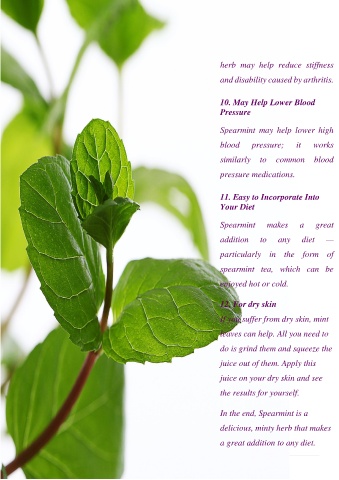 herb may help reduce stiffness
and disability caused by arthritis.
10. May Help Lower Blood
Pressure
Spearmint may help lower high
blood pressure; it works
similarly to common blood
pressure medications.
11. Easy to Incorporate Into
Your Diet
Spearmint makes a great
addition to any diet —
particularly in the form of
spearmint tea, which can be
enjoyed hot or cold.
12. For dry skin
If you suffer from dry skin, mint
leaves can help. All you need to
do is grind them and squeeze the
juice out of them. Apply this
juice on your dry skin and see
the results for yourself.
In the end, Spearmint is a
delicious, minty herb that makes
a great addition to any diet.